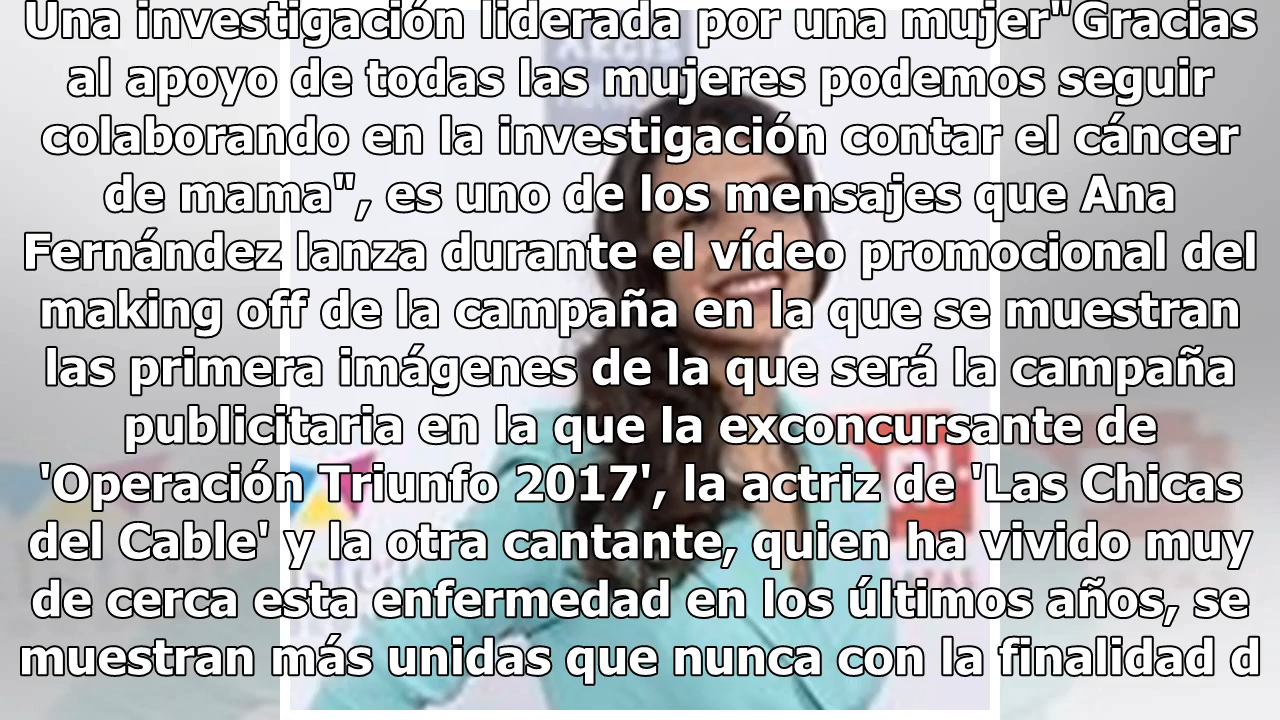 Una investigación liderada por una mujer"Gracias
al apoyo de todas las mujeres podemos seguir
colaborando en la investigación contar el cáncer
de mama", es uno de los mensajes que Ana
Fernández lanza durante el vídeo promocional del
making off de la campaña en la que se muestran
las primera imágenes de la que será la campaña
publicitaria en la que la exconcursante de
'Operación Triunfo 2017', la actriz de 'Las Chicas
del Cable' y la otra cantante, quien ha vivido muy
de cerca esta enfermedad en los últimos años, se
muestran más unidas que nunca con la finalidad d